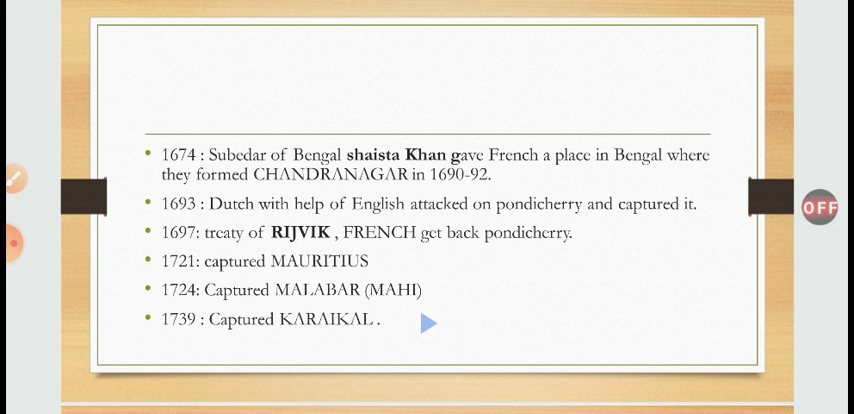 • 1674 : Subedar of Bengal shaista Khan gave French a place in Bengal where
they formed CHANDRANAGAR in 1690-92.
• 1693 : Dutch with help of English attacked on pondicherry and captured it.
• 1697: treaty of RIJVIK , FRENCH get back pondicherry.
• 1721: captured MAURITIUS
• 1724: Captured MALABAR (MAHI)
• 1739 : Captured KARAIKAL .
OFF